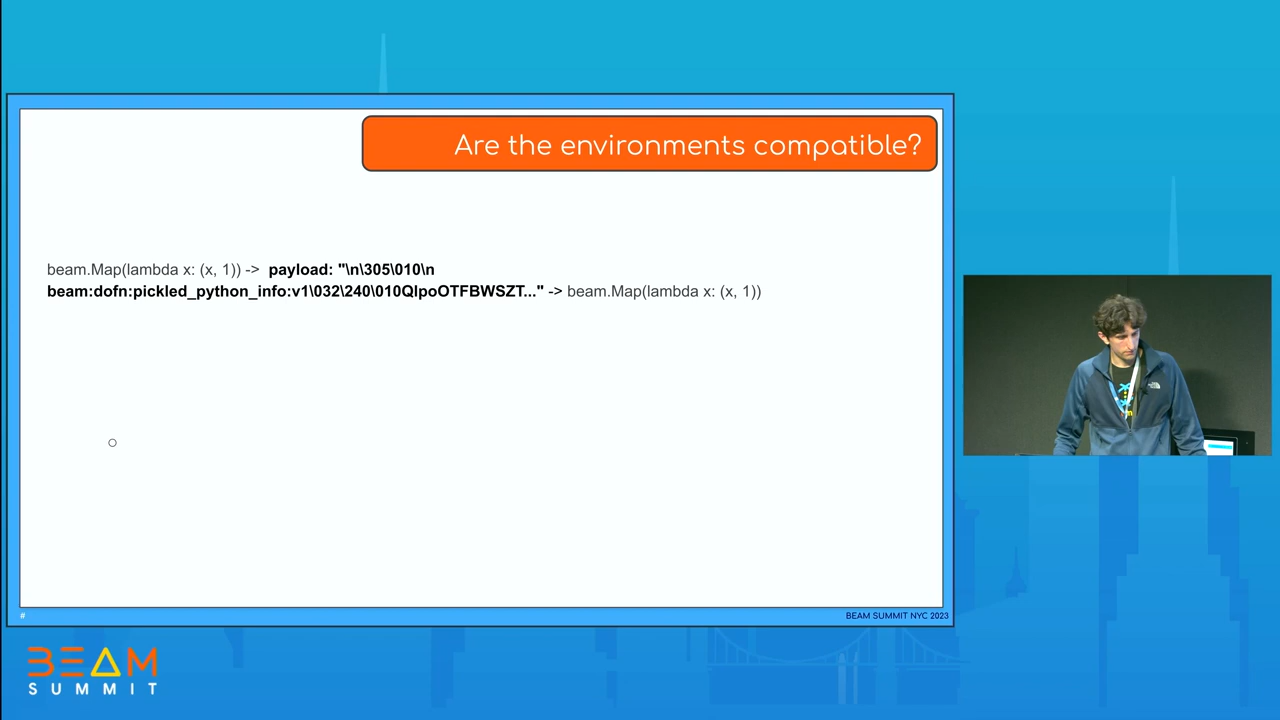 Are the environments compatible?
beam.Map(lambda x: (x, 1)) -> payload: "\n\305\010\n
beam:dofn:pickled_python_info:v1\032\240\010QlpoOTFBWSZT..." -> beam.Map(lambda x: (x, 1))
#
BEAM SUMMIT NYC 2023
BEAM
SUMMIT